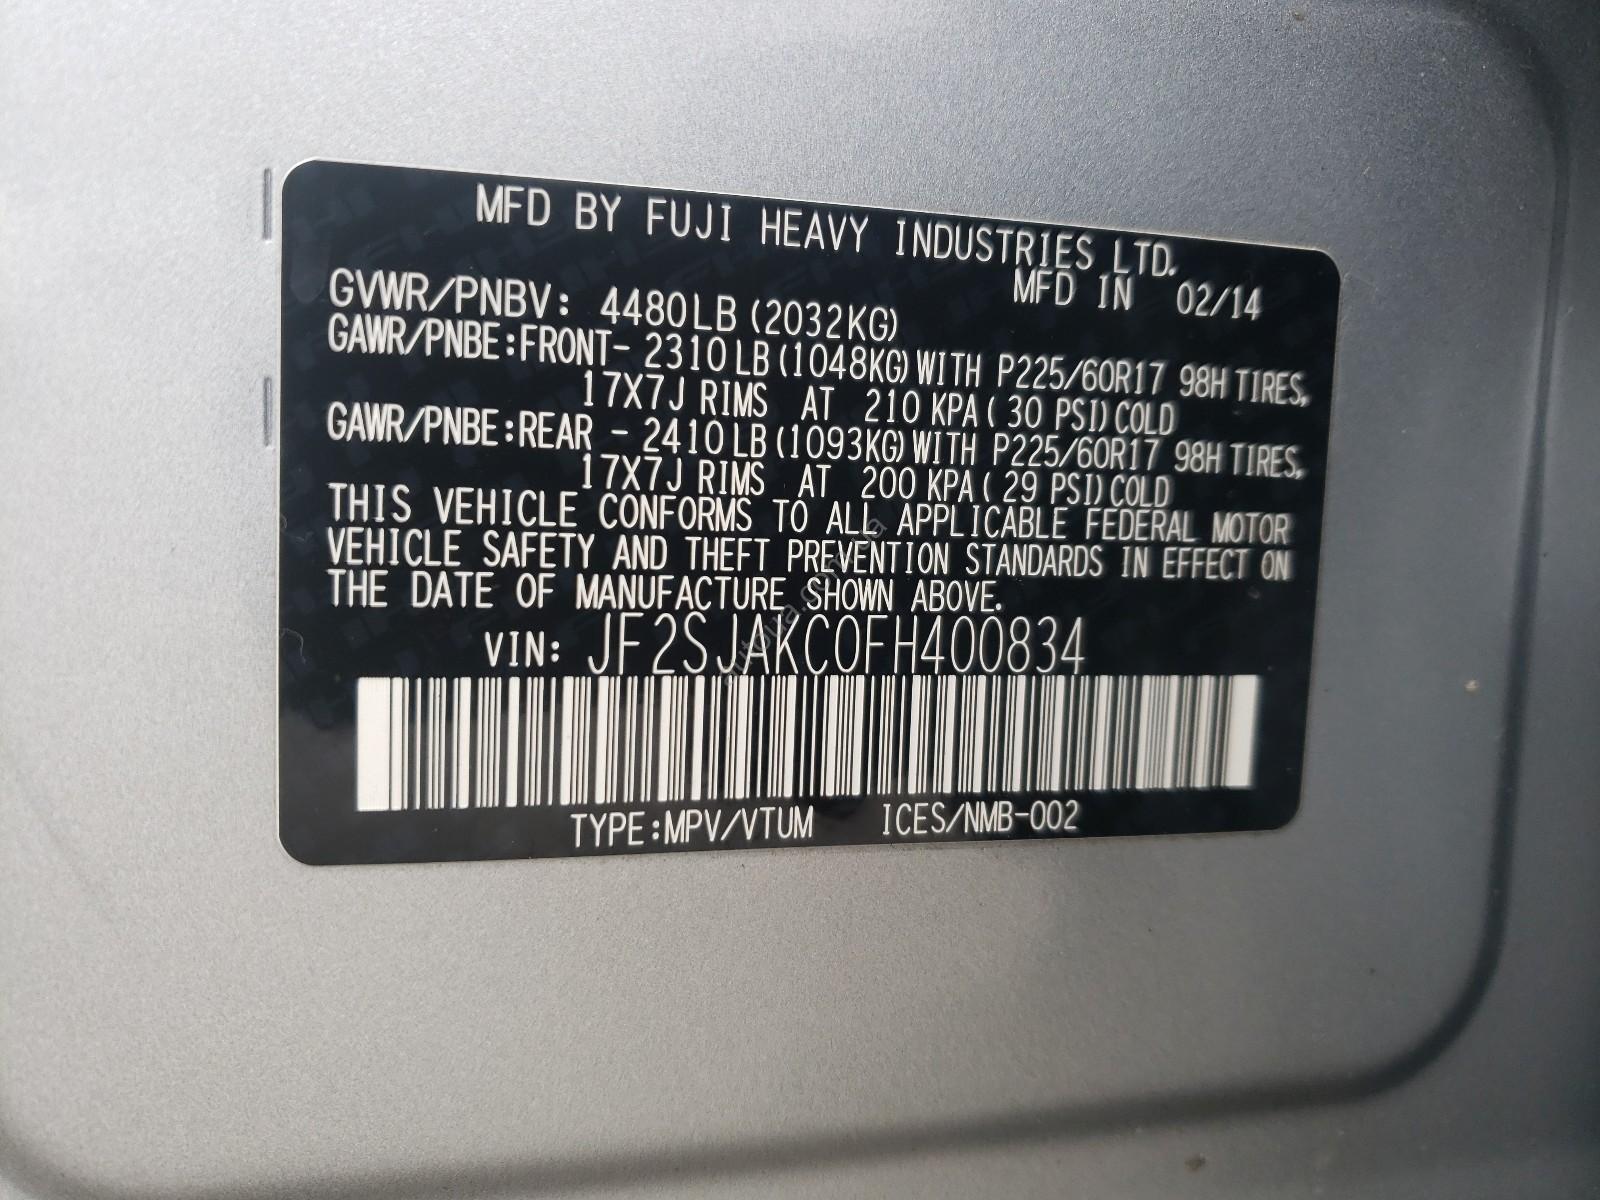 MFD BY FUJI HEAVY INDUSTRIES LTD.
MFD IN 02/14
GVWR/PNBV: 4480LB (2032KG)
GAWR/PNBE:FRONT- 2310LB(1048KG)WITH P225/60R17 98H TIRES,
17X7J RIMS AT 210 KPA( 30 PSI)COLD
GAWR/PNBE:REAR - 2410LB(1093KG)WITH P225/60R17 98H TIRES,
17X7J RIMS AT 200 KPA( 29 PSI)COLD
THIS VEHICLE CONFORMS TO ALL APPLICABLE FEDERAL MOTOR
VEHICLE SAFETY AND THEFT PREVENTION STANDARDS IN EFFECT ON
THE DATE OF MANUFACTURE SHOWN ABOVE.
VIN: JF2SJAKC0FH400834
TYPE:MPV/VTUM ICES/NMB-002